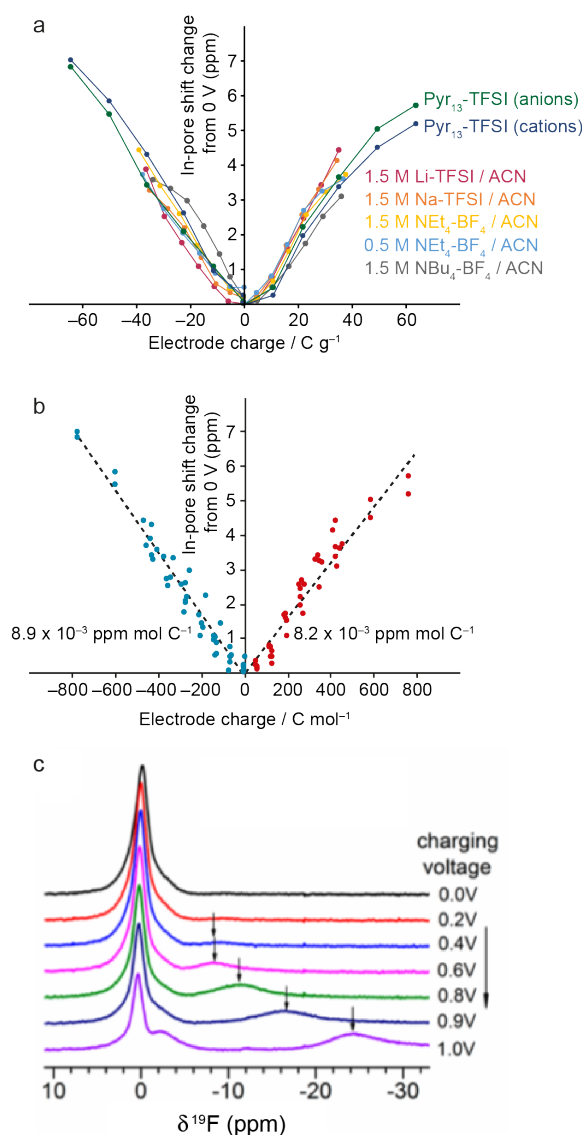 a
In-pore shift change
from 0 V (ppm)
7
6
5
4
3
2
1
Pyr₁₃-TFSI (anions)
Pyr₁₃-TFSI (cations)
1.5 M Li-TFSI / ACN
1.5 M Na-TFSI / ACN
1.5 M NEt₄-BF₄ / ACN
0.5 M NEt₄-BF₄ / ACN
1.5 M NBu₄-BF₄ / ACN
–60 –40 –20 0 20 40 60
Electrode charge / C g⁻¹
b
In-pore shift change
from 0 V (ppm)
7
6
5
4
3
2
1
8.9 x 10⁻³ ppm mol C⁻¹
8.2 x 10⁻³ ppm mol C⁻¹
–800 –600 –400 –200 0 200 400 600 800
Electrode charge / C mol⁻¹
c
charging
voltage
0.0V
0.2V
0.4V
0.6V
0.8V
0.9V
1.0V
10 0 -10 -20 -30
δ¹⁹F (ppm)